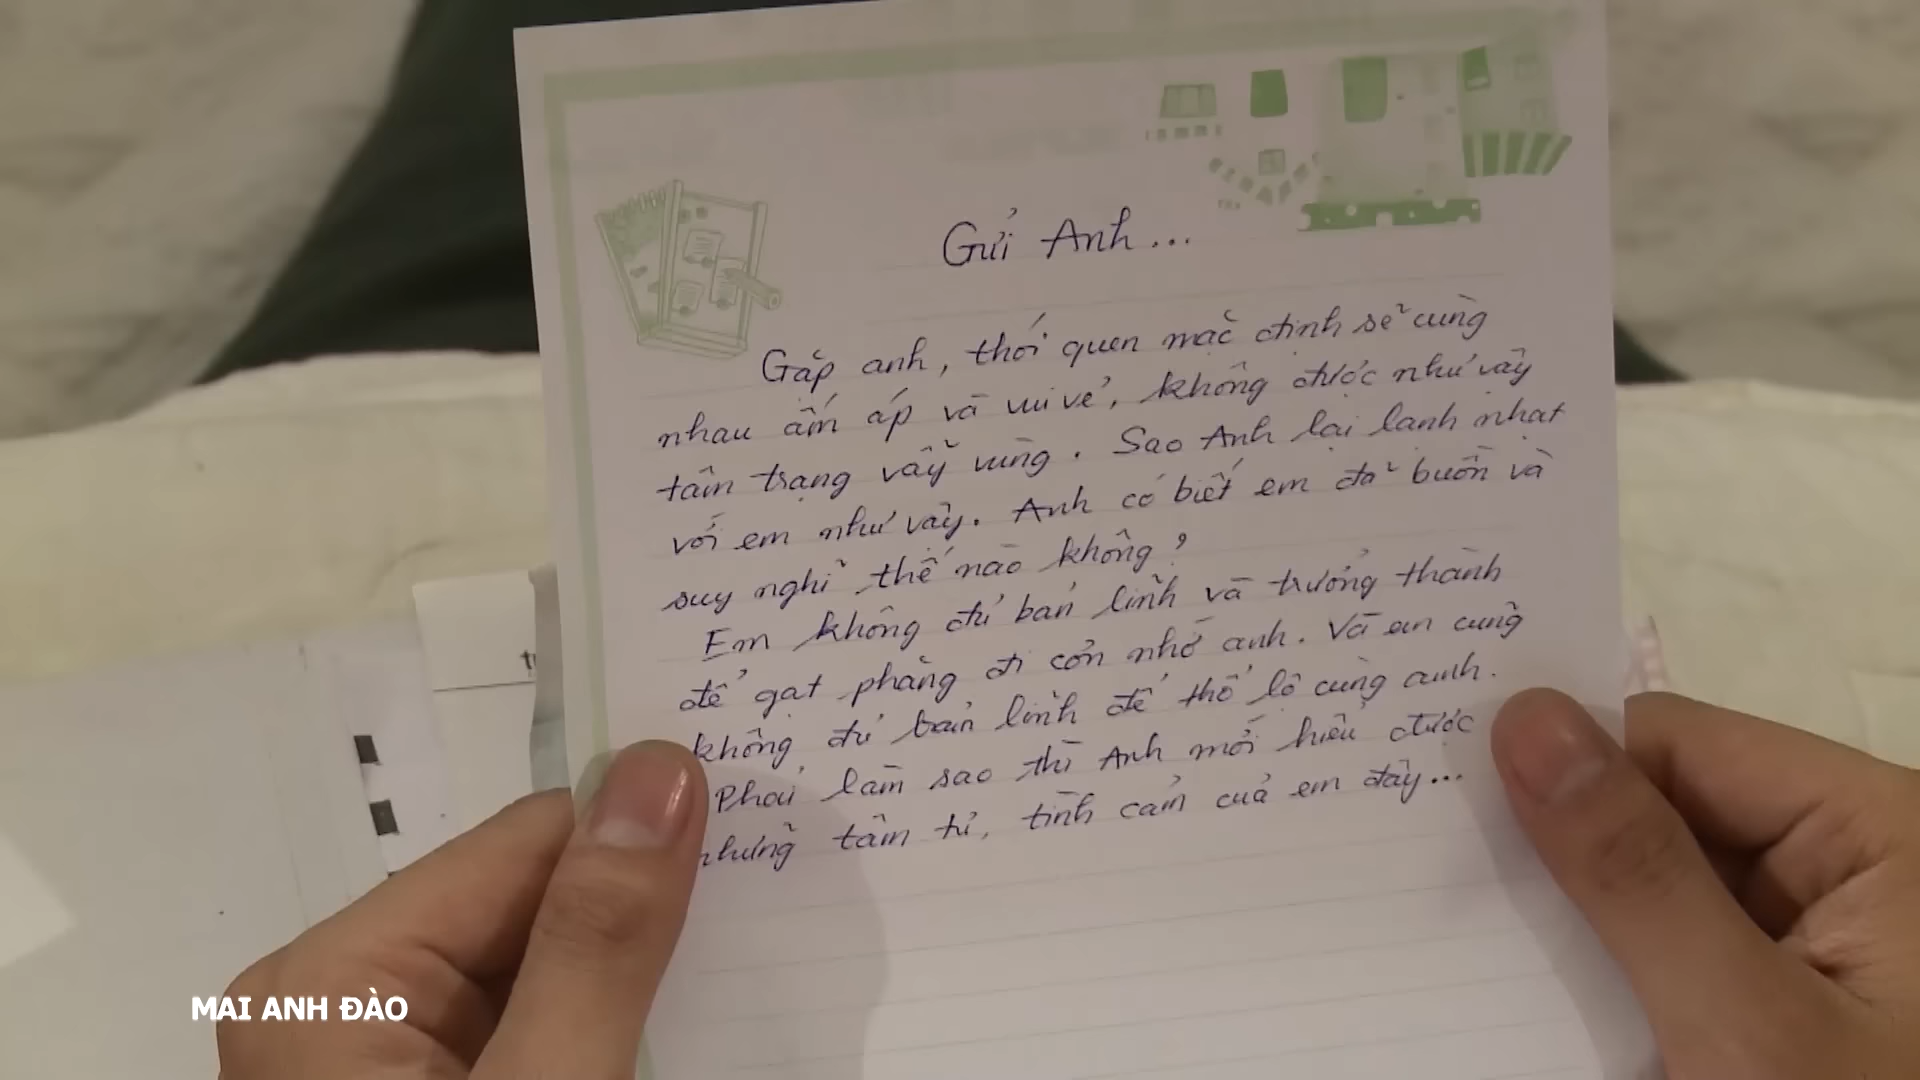 Gửi Anh...
Gặp anh, thói quen mặc định sẽ cùng
nhau ấm áp và vui vẻ, không được như vậy
tâm trạng vẫy vùng. Sao Anh lại lạnh nhạt
với em như vậy. Anh có biết em đã buồn và
suy nghĩ thế nào không?
Em không đủ bản lĩnh và trưởng thành
để gạt phăng đi cơn nhớ anh. Và em cũng
không đủ bản lĩnh để thổ lộ cùng anh.
Phải làm sao thì Anh mới hiểu được
những tâm tư, tình cảm của em đây...
MAI ANH ĐÀO